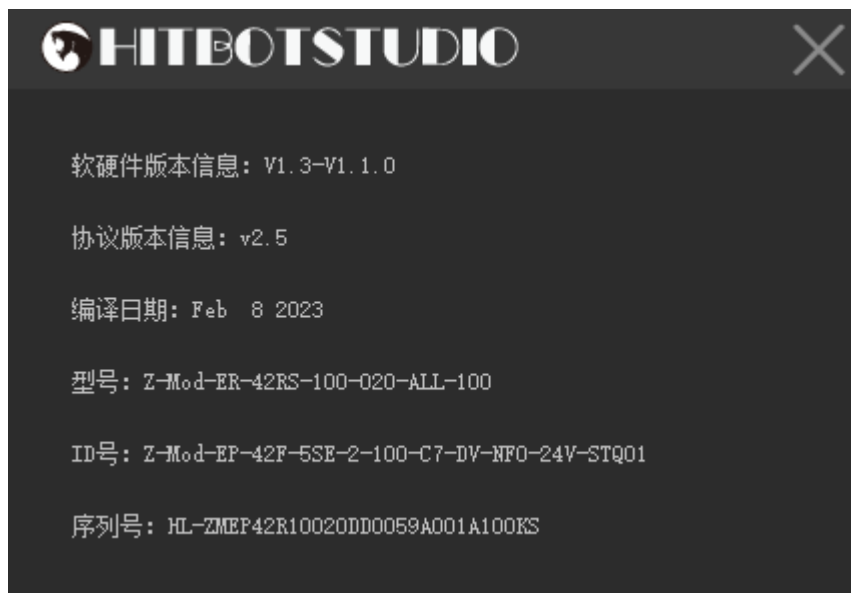 HITBOTSTUDIO
软硬件版本信息: V1.3-V1.1.0
协议版本信息: v2.5
编译日期: Feb  8 2023
型号: Z-Mod-ER-42RS-100-020-ALL-100
ID号: Z-Mod-EP-42F-5SE-2-100-C7-DV-NFO-24V-STQ01
序列号: HL-ZMEP42R10020DD0059A001A100KS